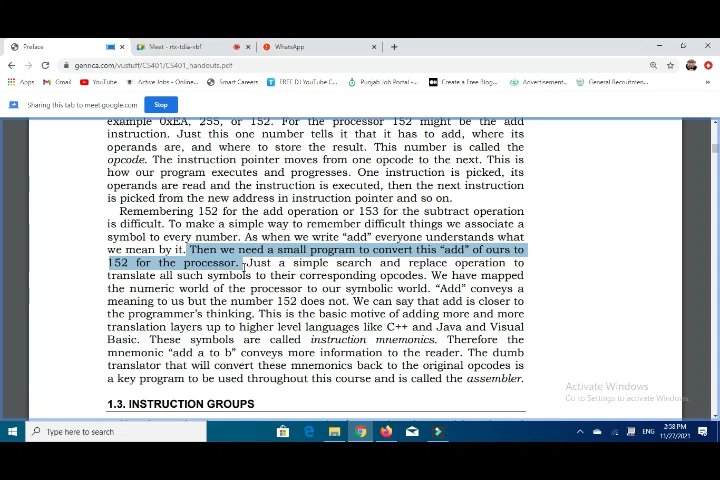 Preface
Meet - rtx-tdia-vbf
WhatsApp
gennica.com/vustuff/CS401/CS401_handouts.pdf
Apps
Gmail
YouTube
Active Jobs - Online...
Smart Careers
FREE DJ YouTube C...
Punjab Job Portal -...
Create a Free Blog...
Advertisement...
General Recruitmen...
Sharing this tab to meet.google.com
Stop
example 0xEA, 255, or 152. For the processor 152 might be the add
instruction. Just this one number tells it that it has to add, where its
operands are, and where to store the result. This number is called the
opcode. The instruction pointer moves from one opcode to the next. This is
how our program executes and progresses. One instruction is picked, its
operands are read and the instruction is executed, then the next instruction
is picked from the new address in instruction pointer and so on.
Remembering 152 for the add operation or 153 for the subtract operation
is difficult. To make a simple way to remember difficult things we associate a
symbol to every number. As when we write “add” everyone understands what
we mean by it. Then we need a small program to convert this “add” of ours to
152 for the processor. Just a simple search and replace operation to
translate all such symbols to their corresponding opcodes. We have mapped
the numeric world of the processor to our symbolic world. “Add” conveys a
meaning to us but the number 152 does not. We can say that add is closer to
the programmer’s thinking. This is the basic motive of adding more and more
translation layers up to higher level languages like C++ and Java and Visual
Basic. These symbols are called instruction mnemonics. Therefore the
mnemonic “add a to b” conveys more information to the reader. The dumb
translator that will convert these mnemonics back to the original opcodes is
a key program to be used throughout this course and is called the assembler.
1.3. INSTRUCTION GROUPS
Activate Windows
Go to Settings to activate Windows.
Type here to search
ENG
2:58 PM
11/27/2021